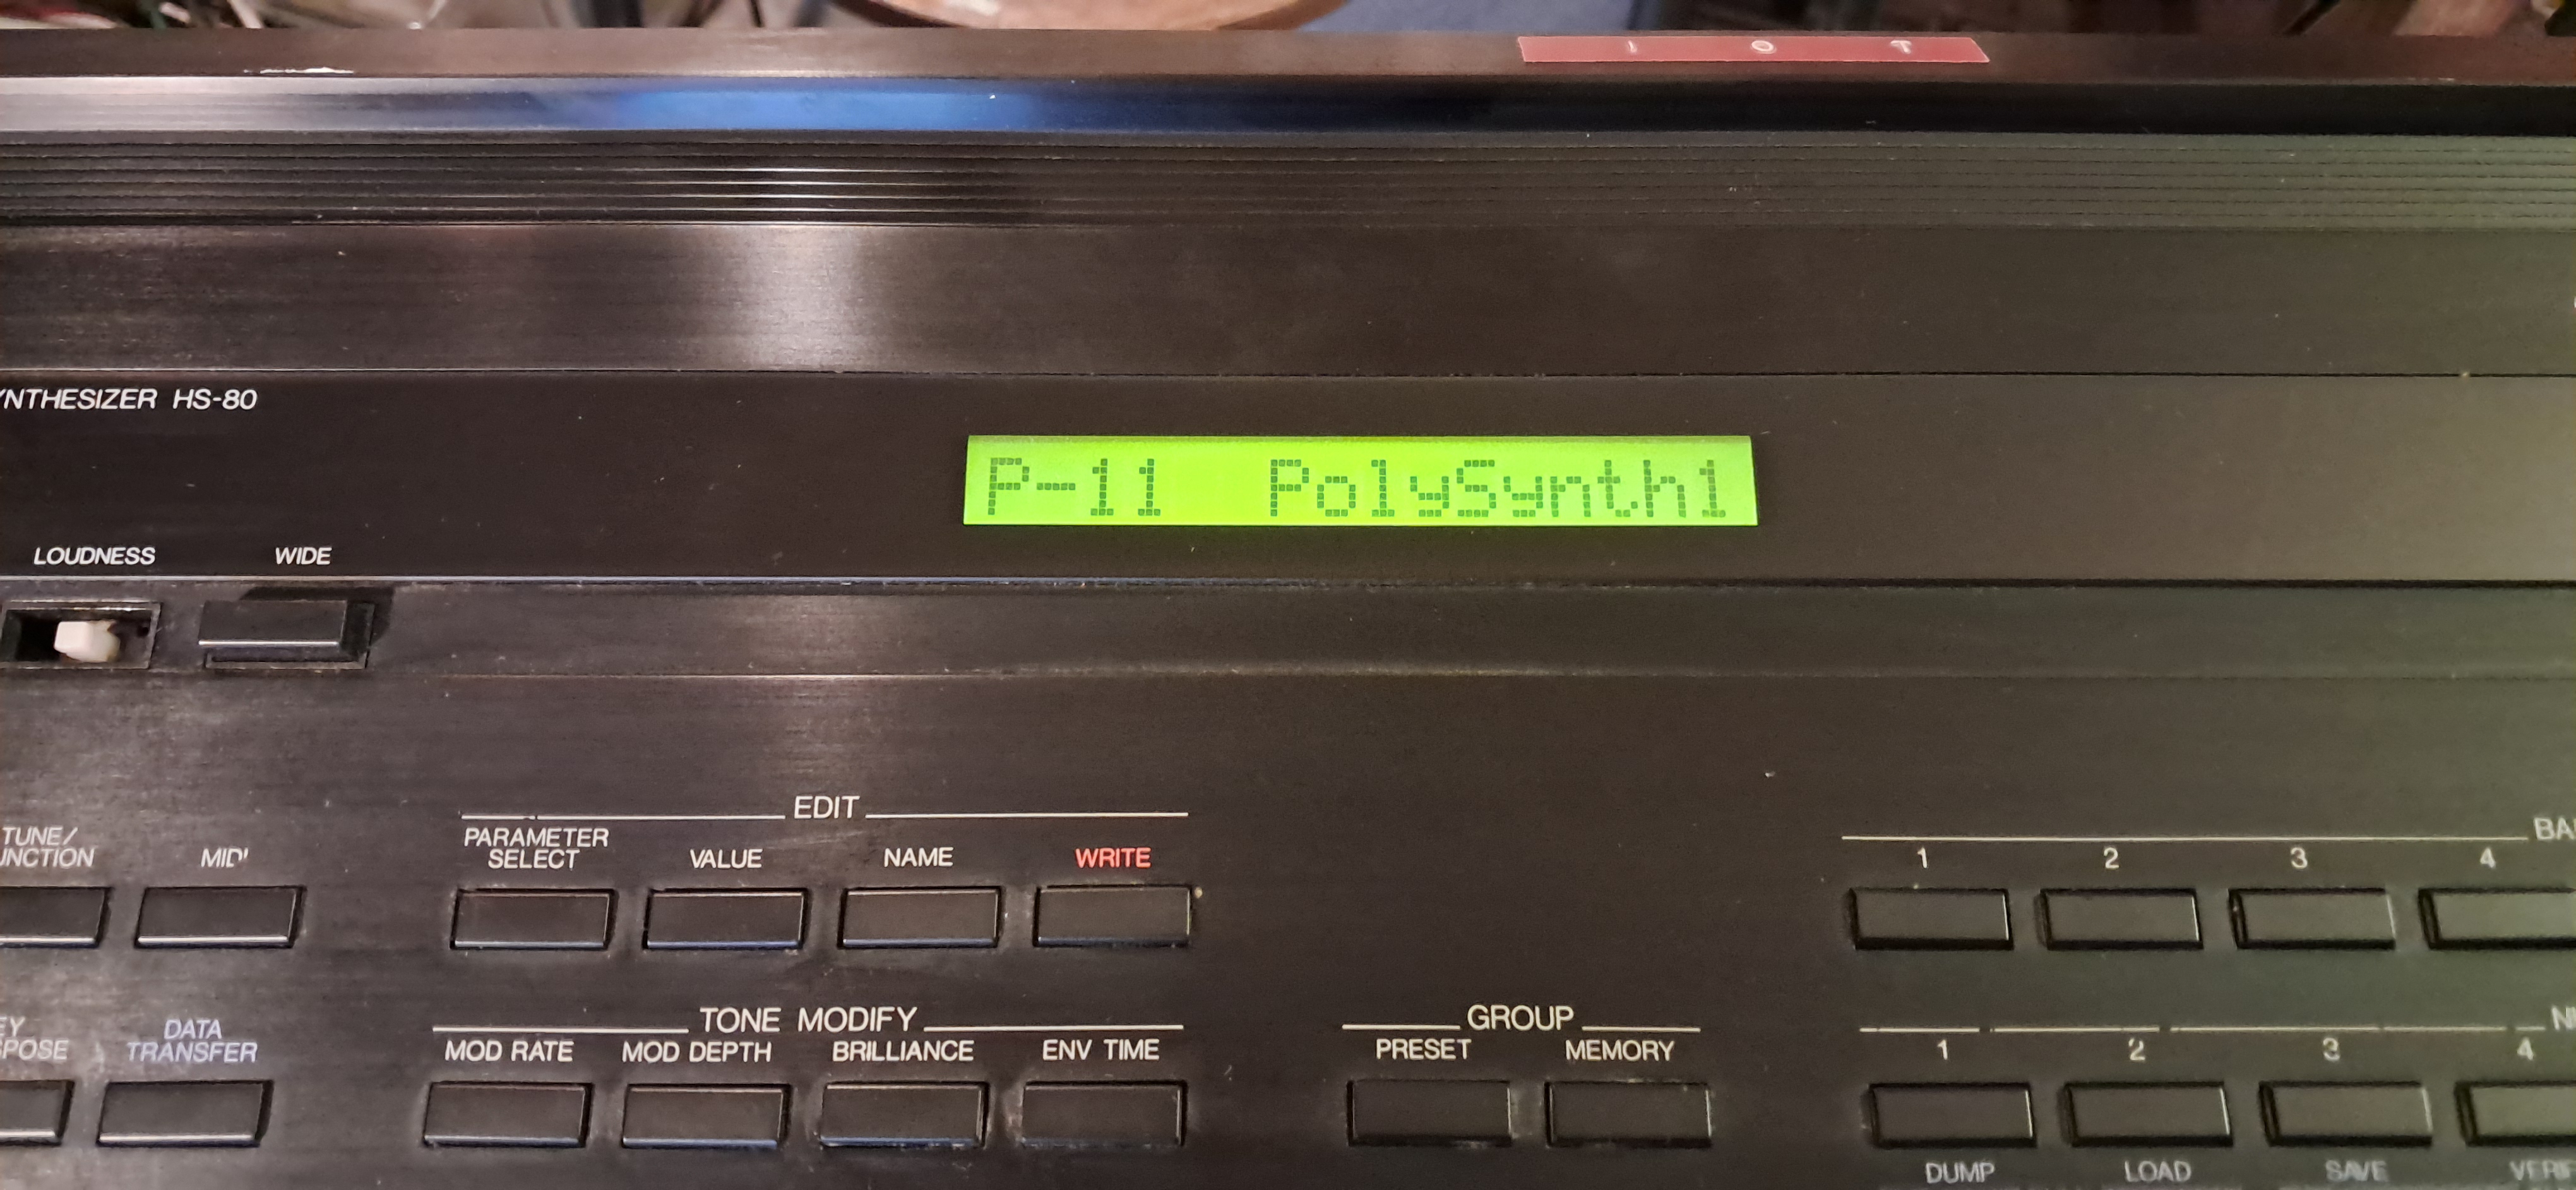 SYNTHESIZER HS-80
P-11 PolySynth1
LOUDNESS WIDE
EDIT
TUNE/
FUNCTION MIDI
PARAMETER
SELECT VALUE NAME WRITE
1 2 3 4
TONE MODIFY GROUP
DATA
TRANSFER MOD RATE MOD DEPTH BRILLIANCE ENV TIME PRESET MEMORY
1 2 3 4
DUMP LOAD SAVE